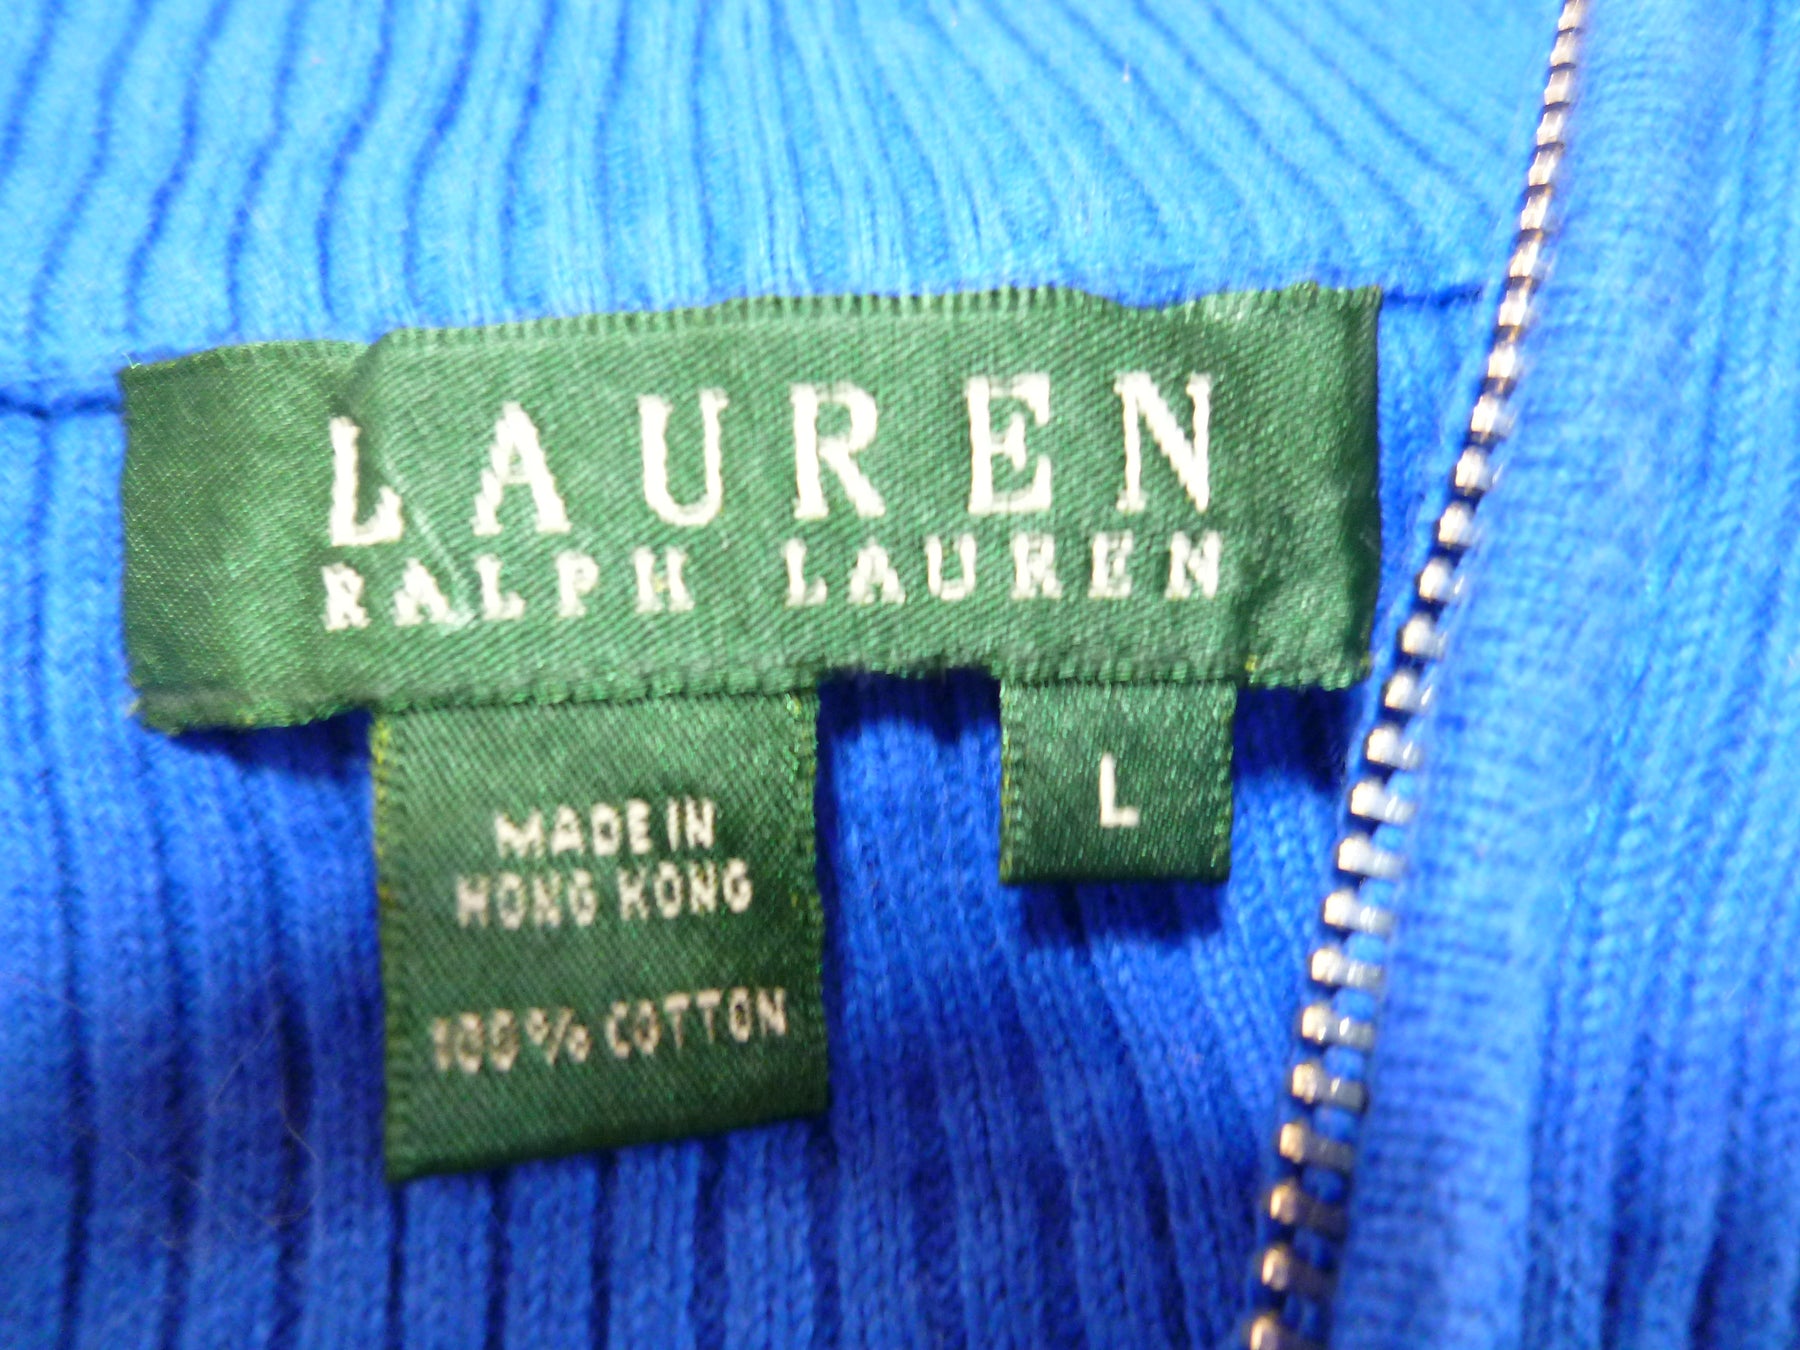 LAUREN
RALPH LAUREN
MADE IN
HONG KONG
100% COTTON
L